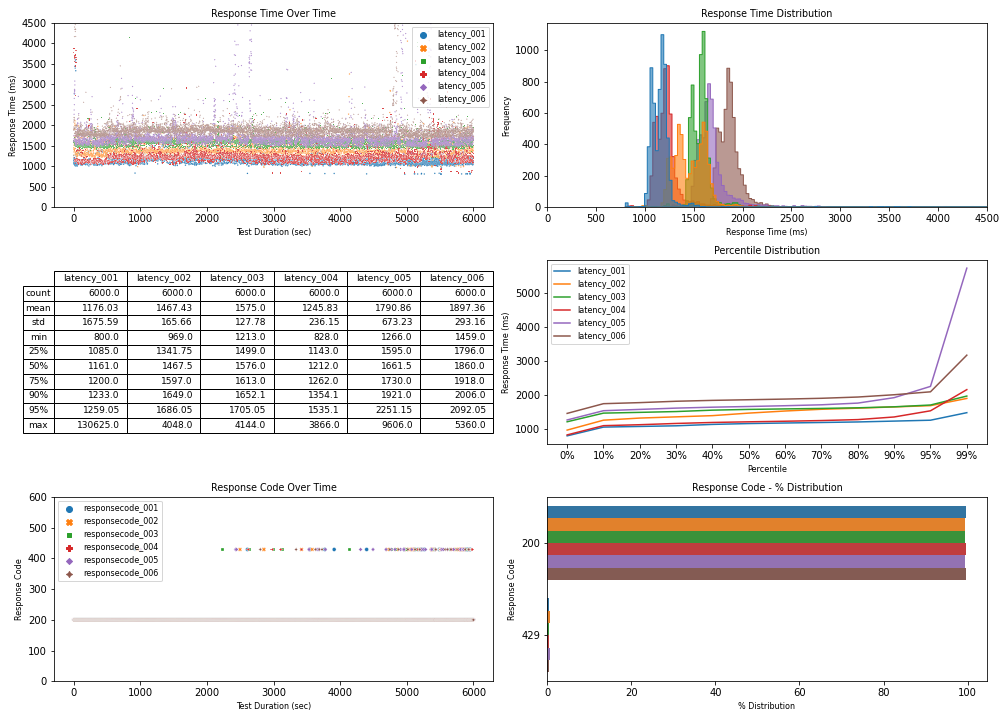 Response Time Over Time
Response Time (ms)
4500
4000
3500
3000
2500
2000
1500
1000
500
0
latency_001
latency_002
latency_003
latency_004
latency_005
latency_006
0 1000 2000 3000 4000 5000 6000
Test Duration (sec)
Response Time Distribution
Frequency
1000
800
600
400
200
0
0 500 1000 1500 2000 2500 3000 3500 4000 4500
Response Time (ms)
latency_001 latency_002 latency_003 latency_004 latency_005 latency_006
count 6000.0 6000.0 6000.0 6000.0 6000.0 6000.0
mean 1176.03 1467.43 1575.0 1245.83 1790.86 1897.36
std 1675.59 165.66 127.78 236.15 673.23 293.16
min 800.0 969.0 1213.0 828.0 1266.0 1459.0
25% 1085.0 1341.75 1499.0 1143.0 1595.0 1796.0
50% 1161.0 1467.5 1576.0 1212.0 1661.5 1860.0
75% 1200.0 1597.0 1613.0 1262.0 1730.0 1918.0
90% 1233.0 1649.0 1652.1 1354.1 1921.0 2006.0
95% 1259.05 1686.05 1705.05 1535.1 2251.15 2092.05
max 130625.0 4048.0 4144.0 3866.0 9606.0 5360.0
Percentile Distribution
Response Time (ms)
5000
4000
3000
2000
1000
latency_001
latency_002
latency_003
latency_004
latency_005
latency_006
0% 10% 20% 30% 40% 50% 60% 70% 80% 90% 95% 99%
Percentile
Response Code Over Time
Response Code
600
500
400
300
200
100
0
responsecode_001
responsecode_002
responsecode_003
responsecode_004
responsecode_005
responsecode_006
0 1000 2000 3000 4000 5000 6000
Test Duration (sec)
Response Code - % Distribution
Response Code
200
429
0 20 40 60 80 100
% Distribution